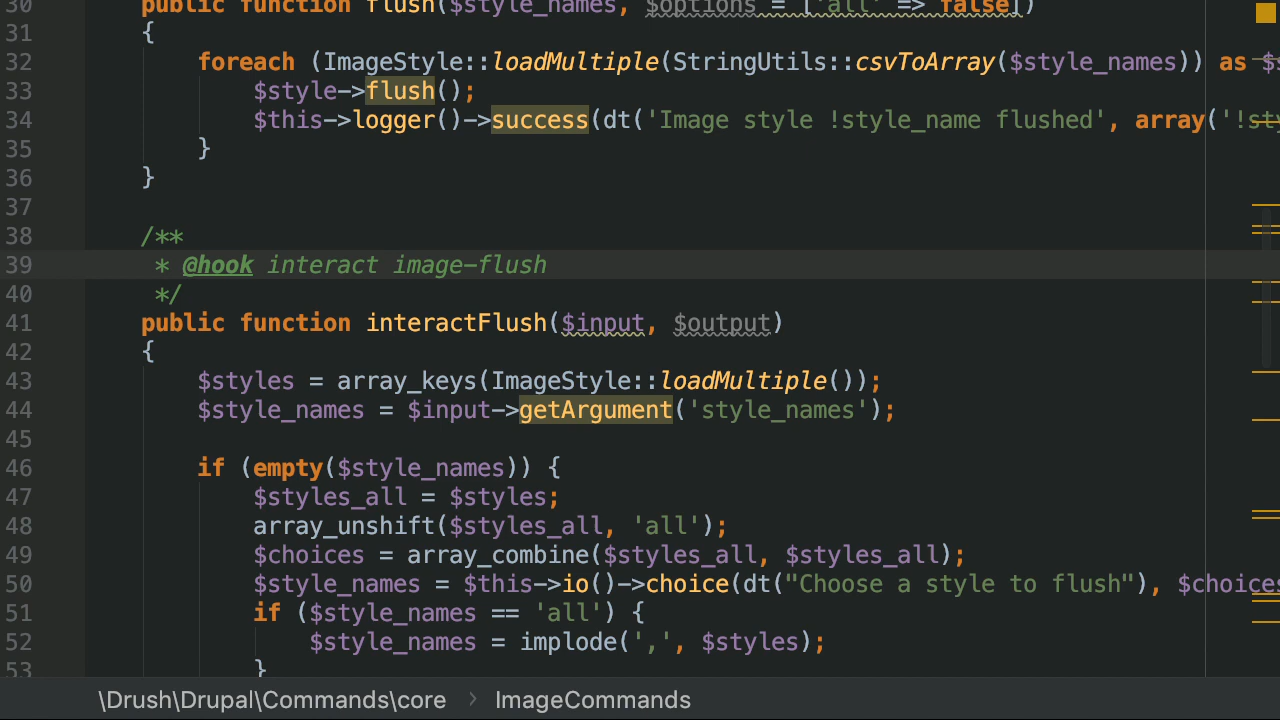 30 public function flush($style_names, $options = ['all' => false])
31 {
32 foreach (ImageStyle::loadMultiple(StringUtils::csvToArray($style_names)) as
33 $style->flush();
34 $this->logger()->success(dt('Image style !style_name flushed', array(
35 }
36 }
37
38 /**
39 * @hook interact image-flush
40 */
41 public function interactFlush($input, $output)
42 {
43 $styles = array_keys(ImageStyle::loadMultiple());
44 $style_names = $input->getArgument('style_names');
45
46 if (empty($style_names)) {
47 $styles_all = $styles;
48 array_unshift($styles_all, 'all');
49 $choices = array_combine($styles_all, $styles_all);
50 $style_names = $this->io()->choice(dt("Choose a style to flush"), $choices
51 if ($style_names == 'all') {
52 $style_names = implode(',', $styles);
53 }
\Drush\Drupal\Commands\core > ImageCommands